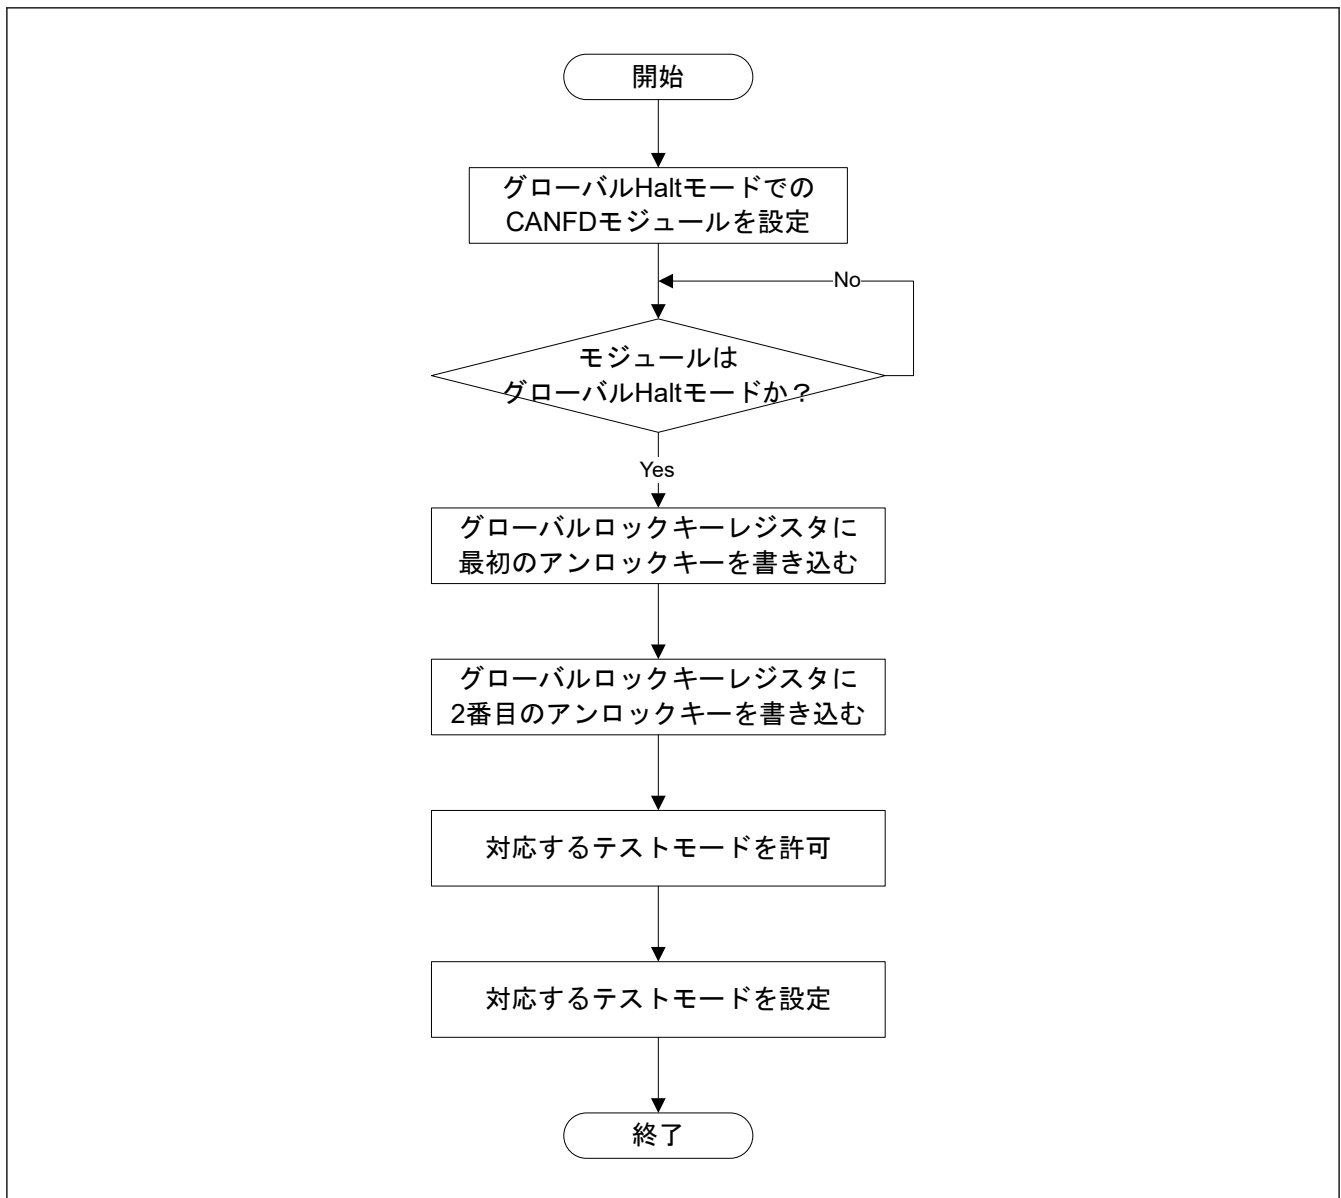 開始
グローバルHaltモードでの
CANFDモジュールを設定
No
モジュールは
グローバルHaltモードか？
Yes
グローバルロックキーレジスタに
最初のアンロックキーを書き込む
グローバルロックキーレジスタに
2番目のアンロックキーを書き込む
対応するテストモードを許可
対応するテストモードを設定
終了